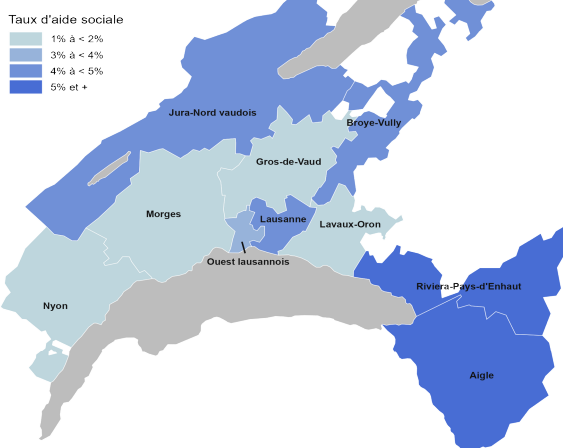 Taux d'aide sociale
1% à < 2%
3% à < 4%
4% à < 5%
5% et +
Jura-Nord vaudois
Broye-Vully
Gros-de-Vaud
Morges
Lausanne
Lavaux-Oron
Ouest lausannois
Riviera-Pays-d'Enhaut
Nyon
Aigle